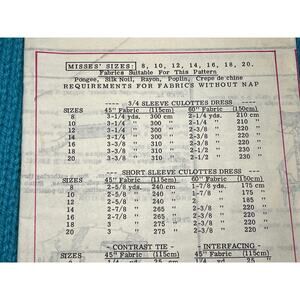 MISSES' SIZES: 8, 10, 12, 14, 16, 18, 20.
Fabrics Suitable For This Pattern
Pongee, Silk Noil, Rayon, Poplin, Crepe de chine
REQUIREMENTS FOR FABRICS WITHOUT NAP
3/4 SLEEVE CULOTTES DRESS
SIZES 45" Fabric (115cm) 60" Fabric (150cm)
8 3-1/4 yds. 300 cm 2-1/4 yds. 210 cm
10 3-1/4 " 300 " 2-1/4 " 210 "
12 3-1/4 " 300 " 2-3/8 " 220 "
14 3-1/4 " 300 " 2-3/8 " 220 "
16 3-3/8 " 310 " 2-3/8 " 220 "
18 3-3/8 " 310 " 2-1/2 " 230 "
20 3-3/8 " 310 " 2-1/2 " 230 "
SHORT SLEEVE CULOTTES DRESS
SIZES 45" Fabric (115cm) 60" Fabric (150cm)
8 2-5/8 yds. 240 cm 1-7/8 yds. 175 cm
10 2-5/8 " 240 " 1-7/8 " 175 "
12 2-5/8 " 240 " 2 " 185 "
14 2-7/8 " 265 " 2-3/8 " 220 "
16 2-7/8 " 265 " 2-3/8 " 220 "
18 3 " 275 " 2-3/8 " 220 "
20 3 " 275 " 2-3/8 " 220 "
CONTRAST TIE - INTERFACING -
SIZES 45" Fabric (115cm) 45" Fabric (115cm)